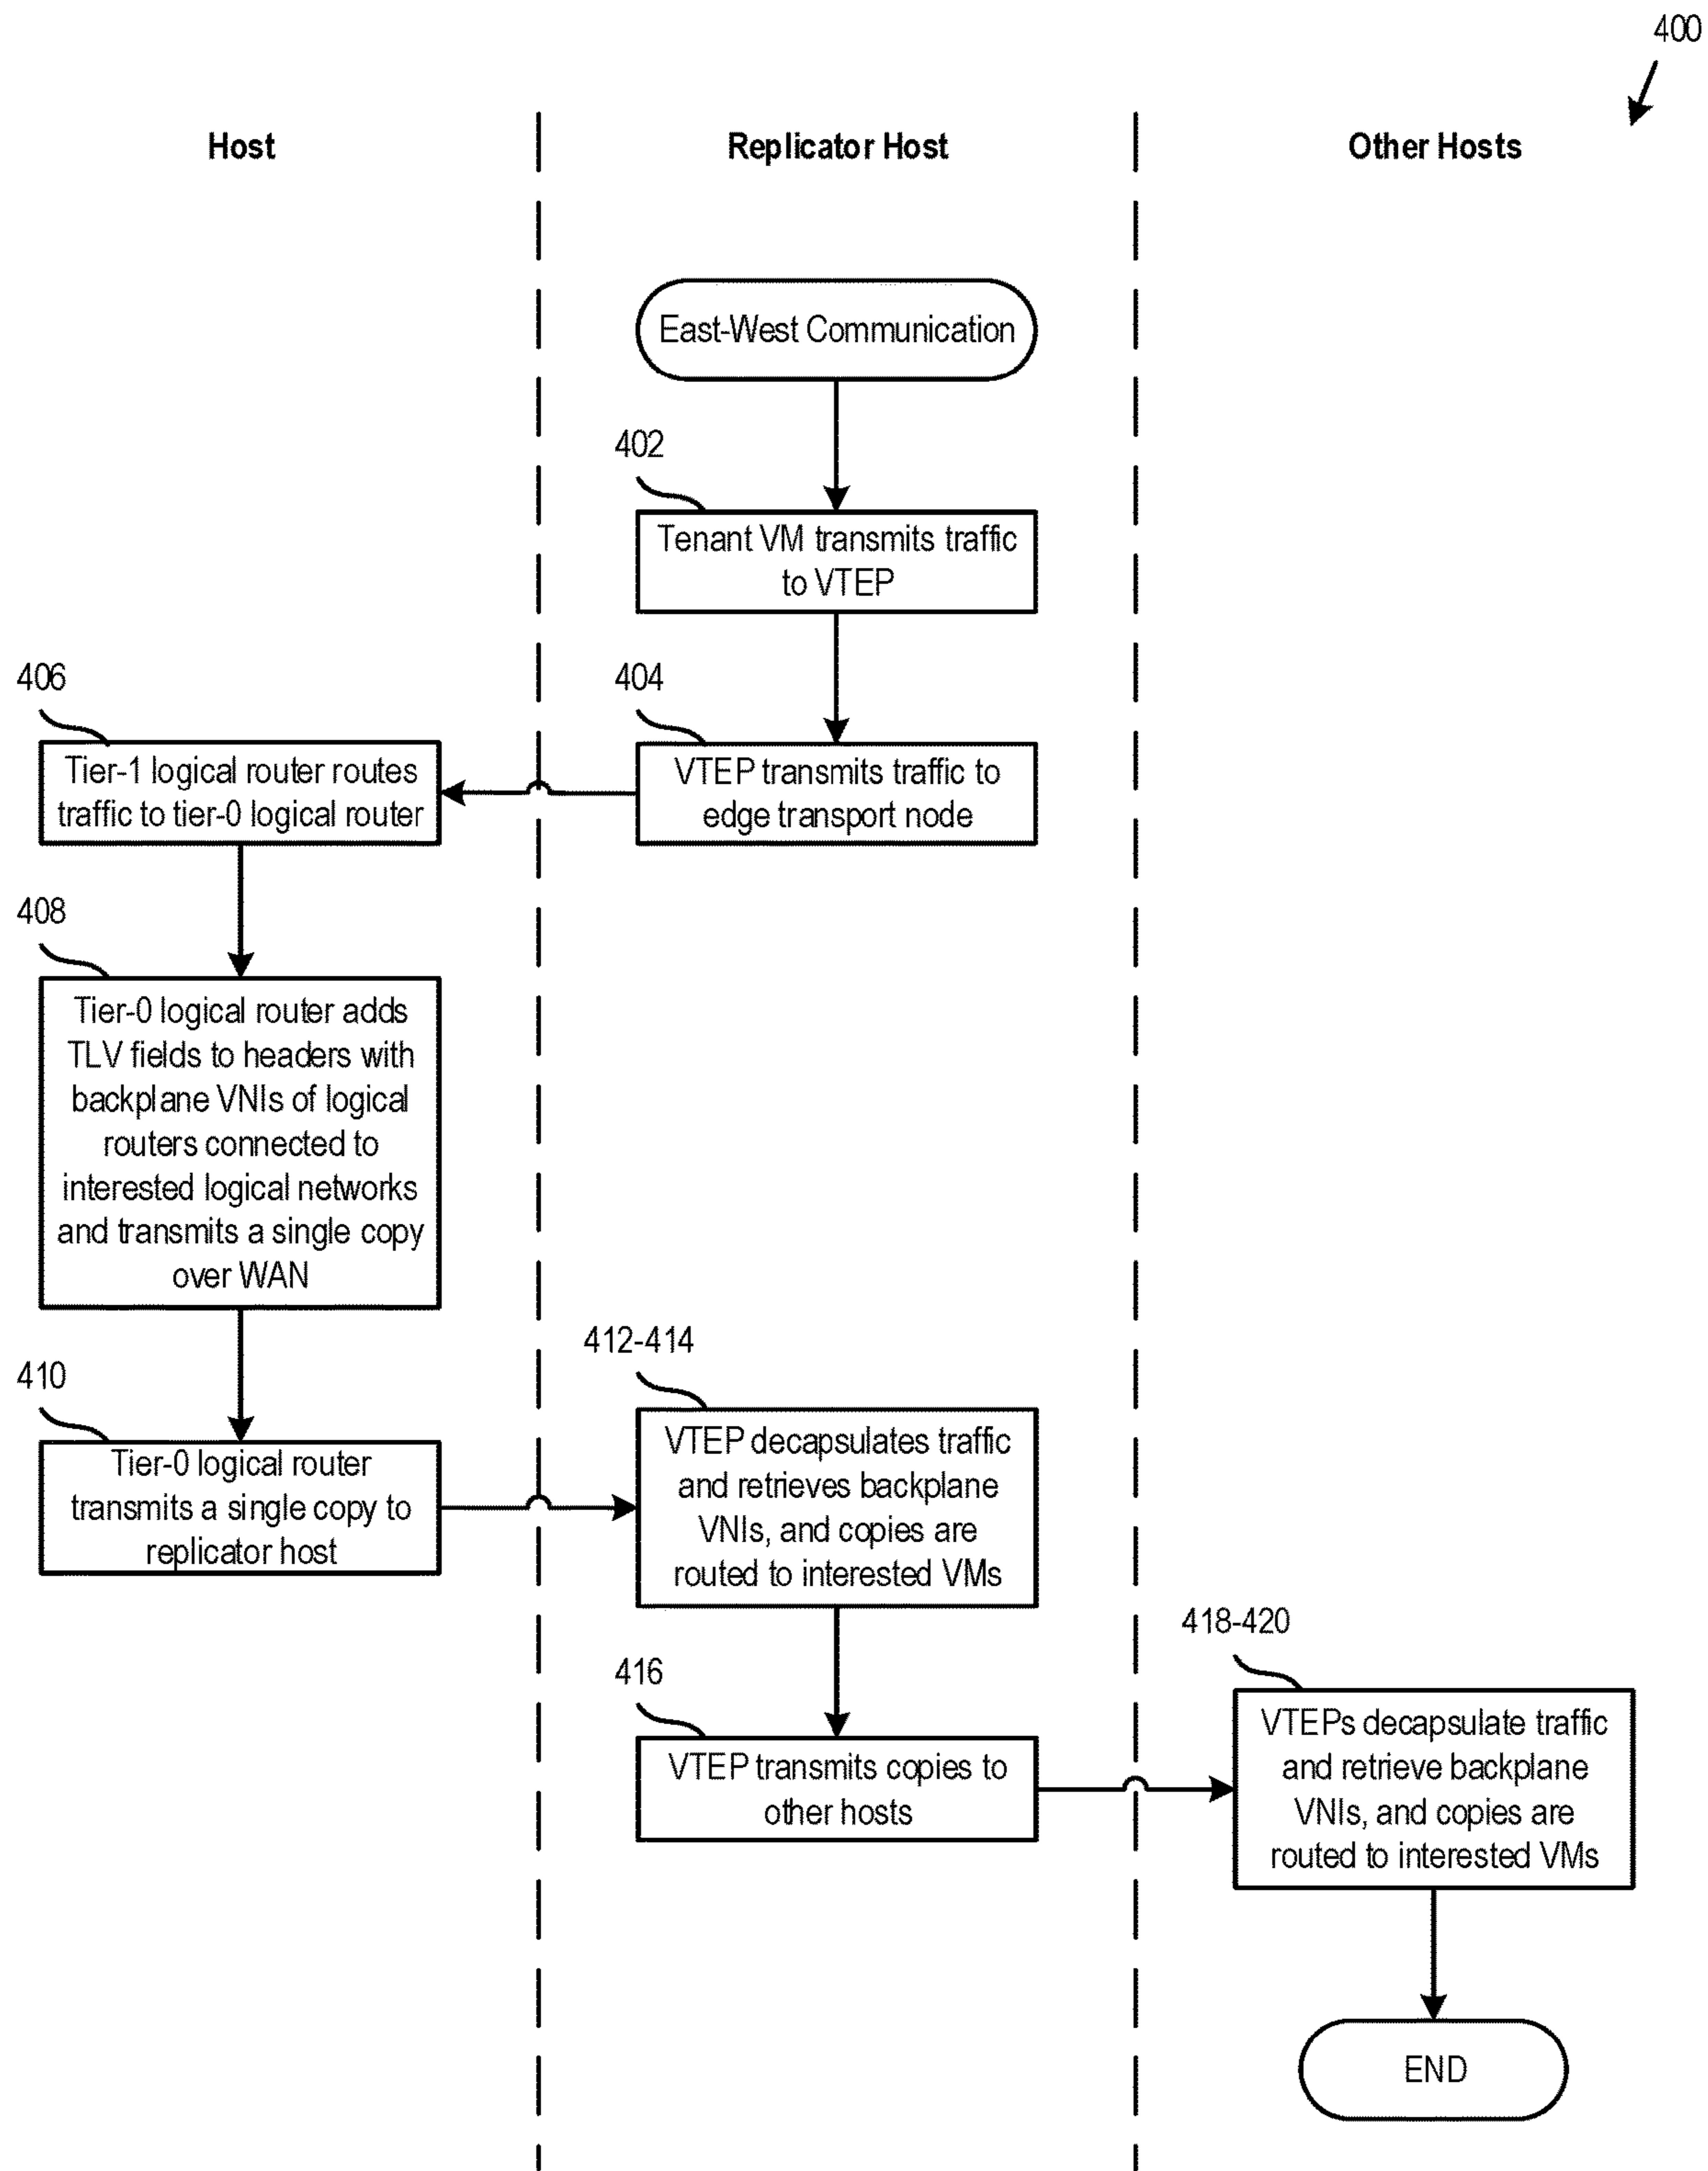 400
Host
Replicator Host
Other Hosts
East-West Communication
402
Tenant VM transmits traffic
to VTEP
404
VTEP transmits traffic to
edge transport node
406
Tier-1 logical router routes
traffic to tier-0 logical router
408
Tier-0 logical router adds
TLV fields to headers with
backplane VNIs of logical
routers connected to
interested logical networks
and transmits a single copy
over WAN
410
Tier-0 logical router
transmits a single copy to
replicator host
412-414
VTEP decapsulates traffic
and retrieves backplane
VNIs, and copies are
routed to interested VMs
416
VTEP transmits copies to
other hosts
418-420
VTEPs decapsulate traffic
and retrieve backplane
VNIs, and copies are
routed to interested VMs
END